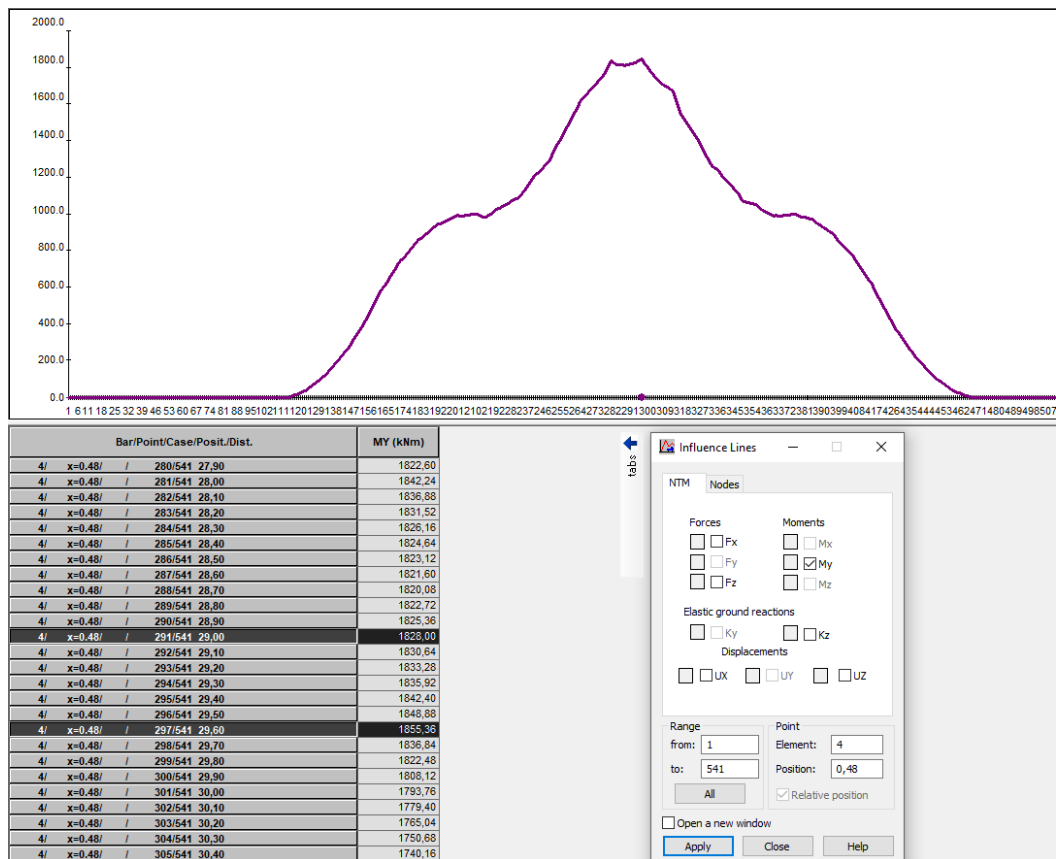 2000.0
1800.0
1600.0
1400.0
1200.0
1000.0
800.0
600.0
400.0
200.0
0.0
Bar/Point/Case/Posit./Dist. MY (kNm)
4/ x=0.48/ / 280/541 27,90 1822,60
4/ x=0.48/ / 281/541 28,00 1842,24
4/ x=0.48/ / 282/541 28,10 1836,88
4/ x=0.48/ / 283/541 28,20 1831,52
4/ x=0.48/ / 284/541 28,30 1826,16
4/ x=0.48/ / 285/541 28,40 1824,64
4/ x=0.48/ / 286/541 28,50 1823,12
4/ x=0.48/ / 287/541 28,60 1821,60
4/ x=0.48/ / 288/541 28,70 1820,08
4/ x=0.48/ / 289/541 28,80 1822,72
4/ x=0.48/ / 290/541 28,90 1825,36
4/ x=0.48/ / 291/541 29,00 1828,00
4/ x=0.48/ / 292/541 29,10 1830,64
4/ x=0.48/ / 293/541 29,20 1833,28
4/ x=0.48/ / 294/541 29,30 1835,92
4/ x=0.48/ / 295/541 29,40 1842,40
4/ x=0.48/ / 296/541 29,50 1848,88
4/ x=0.48/ / 297/541 29,60 1855,36
4/ x=0.48/ / 298/541 29,70 1836,84
4/ x=0.48/ / 299/541 29,80 1822,48
4/ x=0.48/ / 300/541 29,90 1808,12
4/ x=0.48/ / 301/541 30,00 1793,76
4/ x=0.48/ / 302/541 30,10 1779,40
4/ x=0.48/ / 303/541 30,20 1765,04
4/ x=0.48/ / 304/541 30,30 1750,68
4/ x=0.48/ / 305/541 30,40 1740,16
tabs
Influence Lines
NTM Nodes
Forces Moments
Fx Mx
Fy My
Fz Mz
Elastic ground reactions
Ky Kz
Displacements
UX UY UZ
Range Point
from: 1 Element: 4
to: 541 Position: 0,48
All Relative position
Open a new window
Apply Close Help